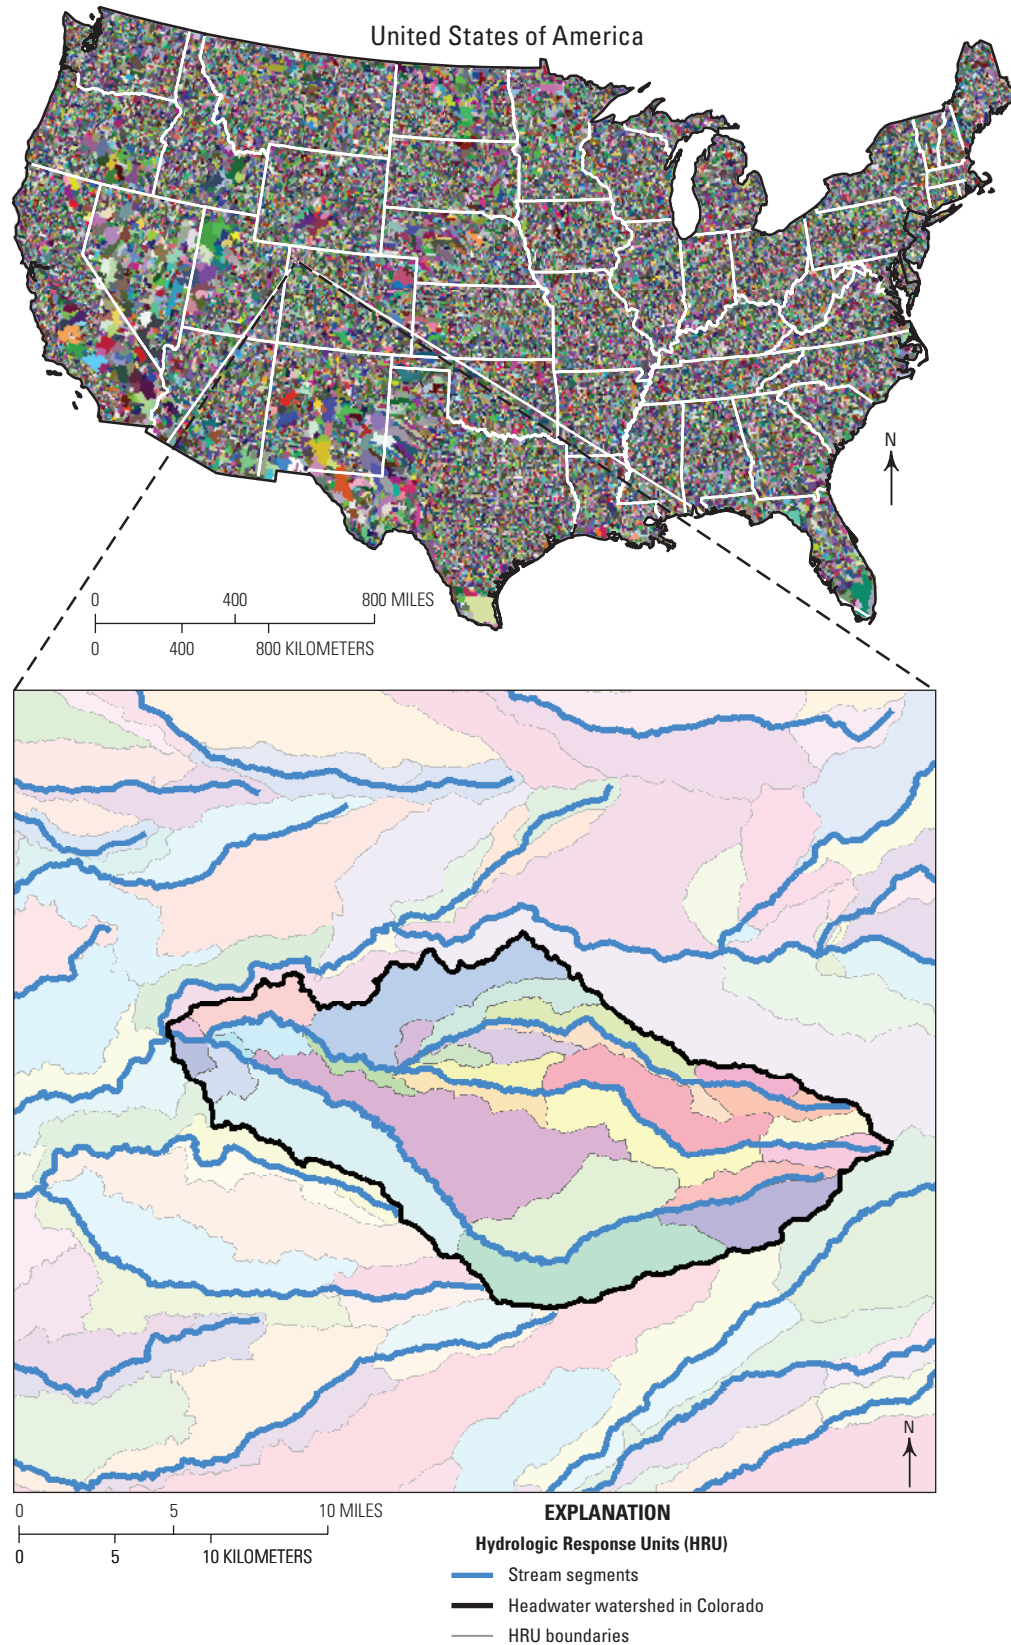 United States of America
N
0 400 800 MILES
0 400 800 KILOMETERS
N
0 5 10 MILES
0 5 10 KILOMETERS
EXPLANATION
Hydrologic Response Units (HRU)
Stream segments
Headwater watershed in Colorado
HRU boundaries